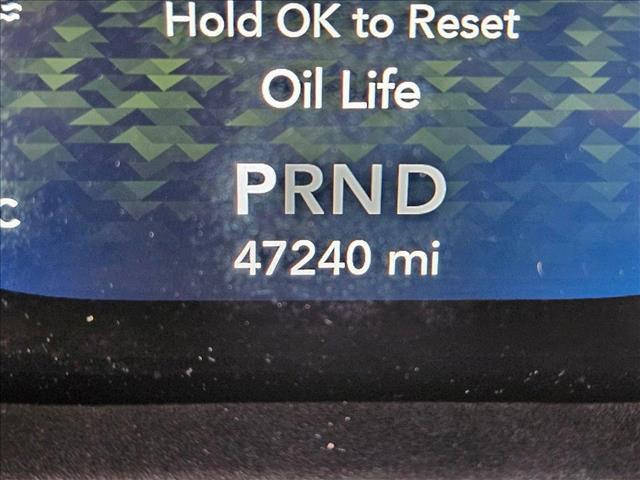 Hold OK to Reset
Oil Life
PRND
C
47240 mi